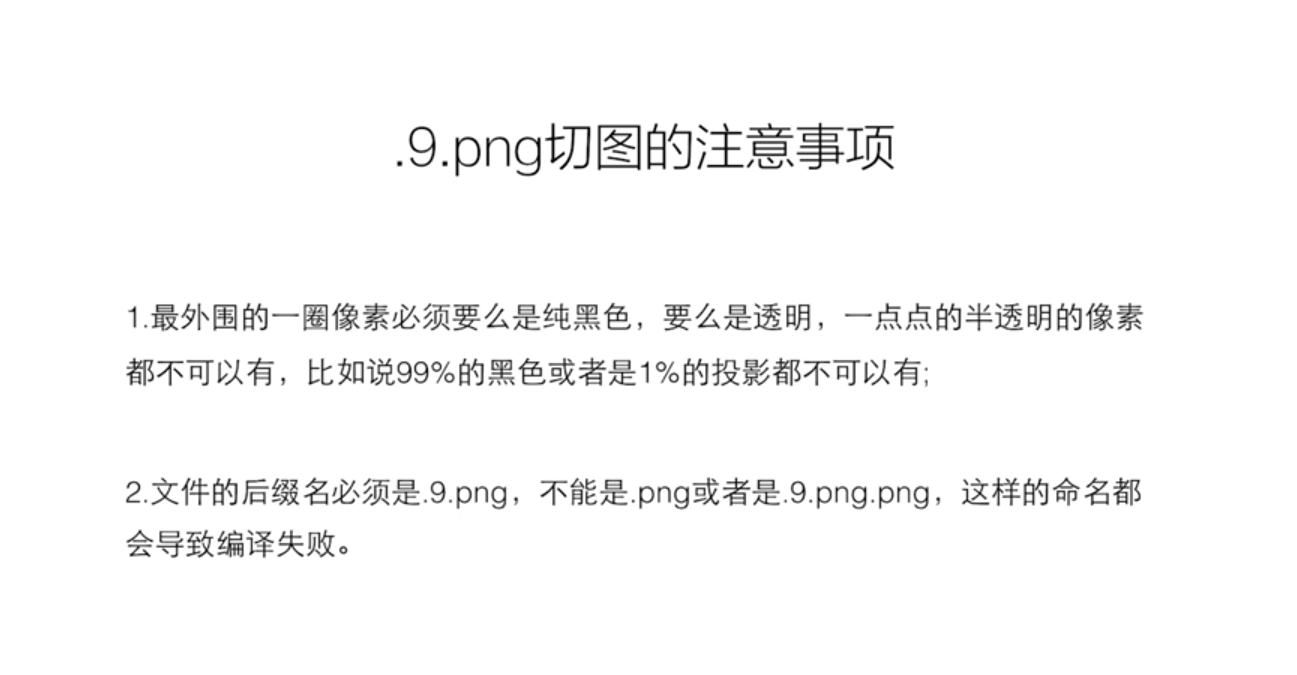 .9.png切图的注意事项
1.最外围的一圈像素必须要么是纯黑色，要么是透明，一点点的半透明的像素
都不可以有，比如说99%的黑色或者是1%的投影都不可以有;
2.文件的后缀名必须是.9.png，不能是.png或者是.9.png.png，这样的命名都
会导致编译失败。